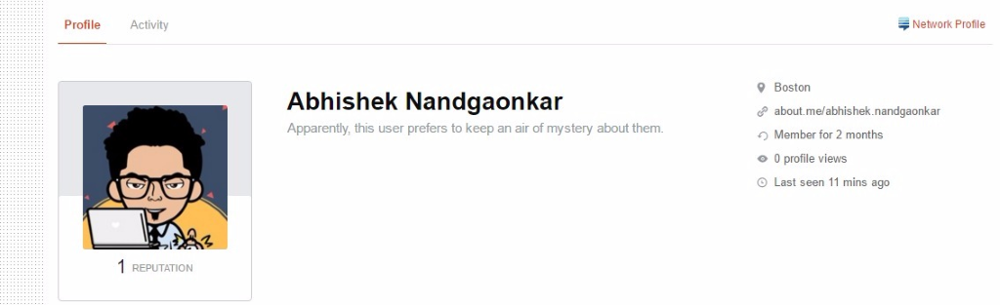 Profile Activity Network Profile
Abhishek Nandgaonkar
Apparently, this user prefers to keep an air of mystery about them.
1 REPUTATION
Boston
about.me/abhishek.nandgaonkar
Member for 2 months
0 profile views
Last seen 11 mins ago